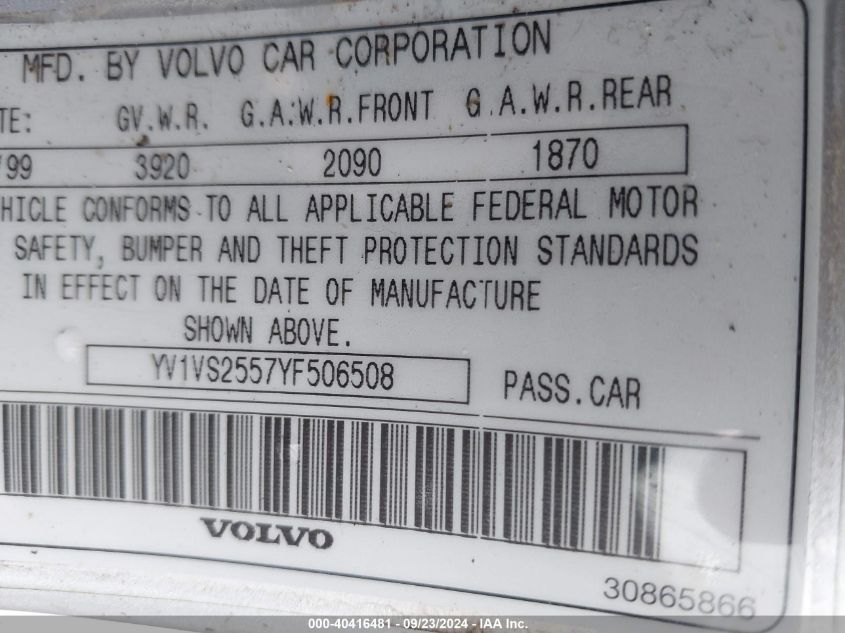 MFD. BY VOLVO CAR CORPORATION
TE: GV.W.R. G.A.W.R.FRONT G.A.W.R.REAR
/99 3920 2090 1870
HICLE CONFORMS TO ALL APPLICABLE FEDERAL MOTOR
SAFETY, BUMPER AND THEFT PROTECTION STANDARDS
IN EFFECT ON THE DATE OF MANUFACTURE
SHOWN ABOVE.
YV1VS2557YF506508 PASS.CAR
VOLVO
30865866
000-40416481 - 09/23/2024 - IAA Inc.